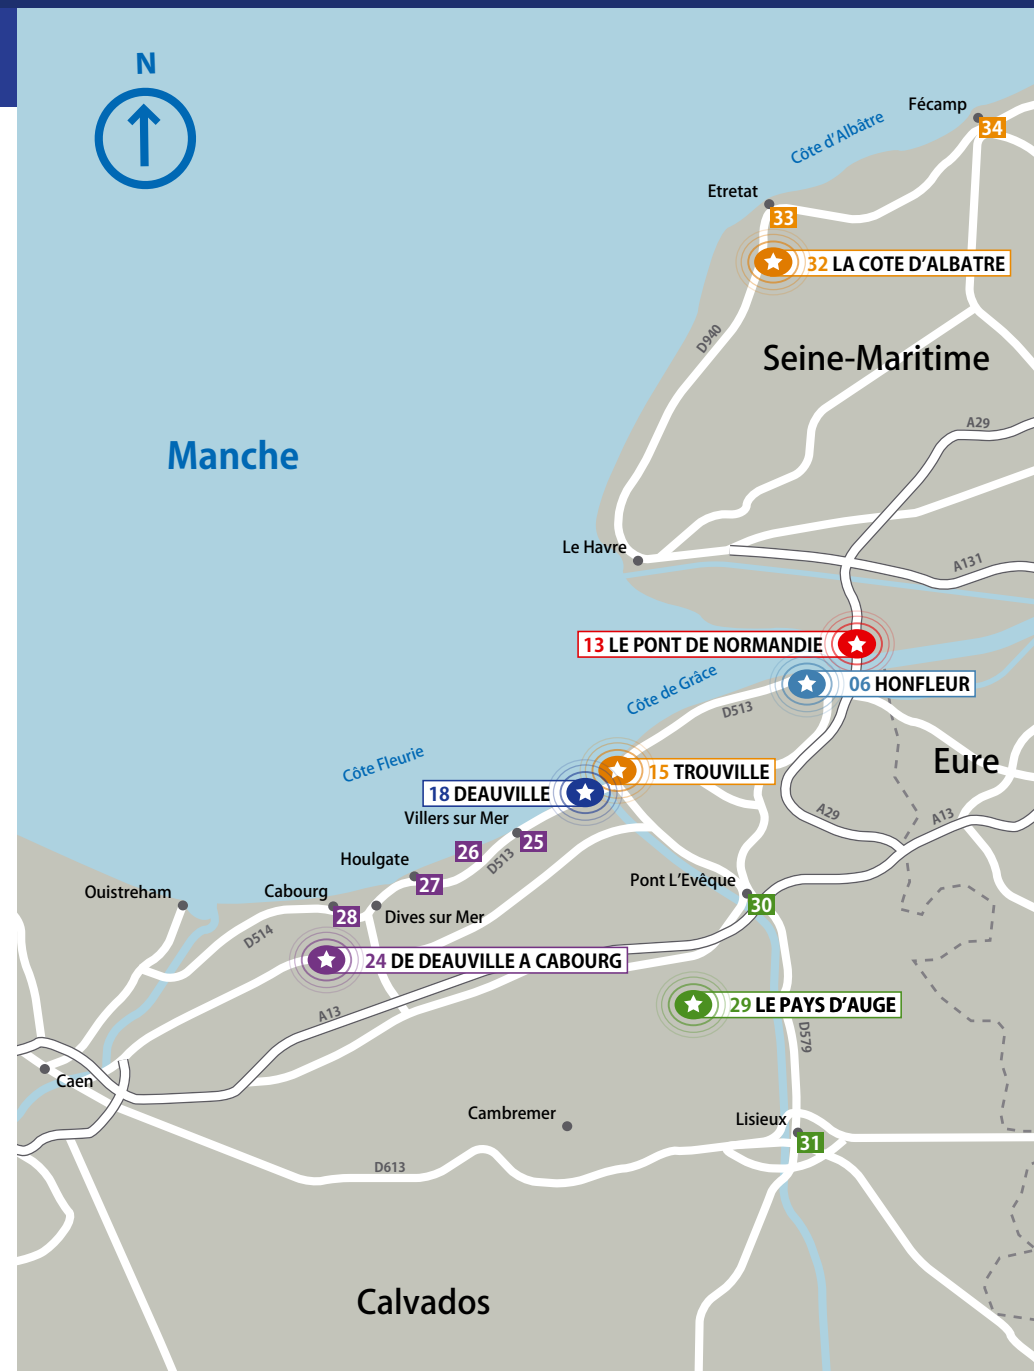 N
Fécamp
34
Côte d'Albâtre
Etretat
33
32 LA COTE D'ALBATRE
D940
Seine-Maritime
A29
Manche
Le Havre
A131
13 LE PONT DE NORMANDIE
06 HONFLEUR
Côte de Grâce
D513
Côte Fleurie
15 TROUVILLE
Eure
18 DEAUVILLE
A29
A13
Villers sur Mer
25
26
D513
Houlgate
27
Pont L'Evêque
30
Ouistreham
Cabourg
28
Dives sur Mer
D514
24 DE DEAUVILLE A CABOURG
29 LE PAYS D'AUGE
A13
D579
Caen
Cambremer
Lisieux
31
D613
Calvados